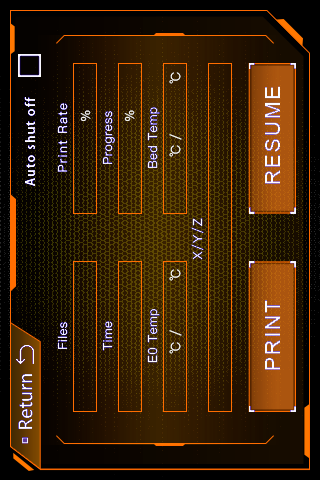 Return
Auto shut off
Files
Print Rate
%
Time
Progress
%
E0 Temp
Bed Temp
℃ / ℃
℃ / ℃
X/Y/Z
PRINT
RESUME